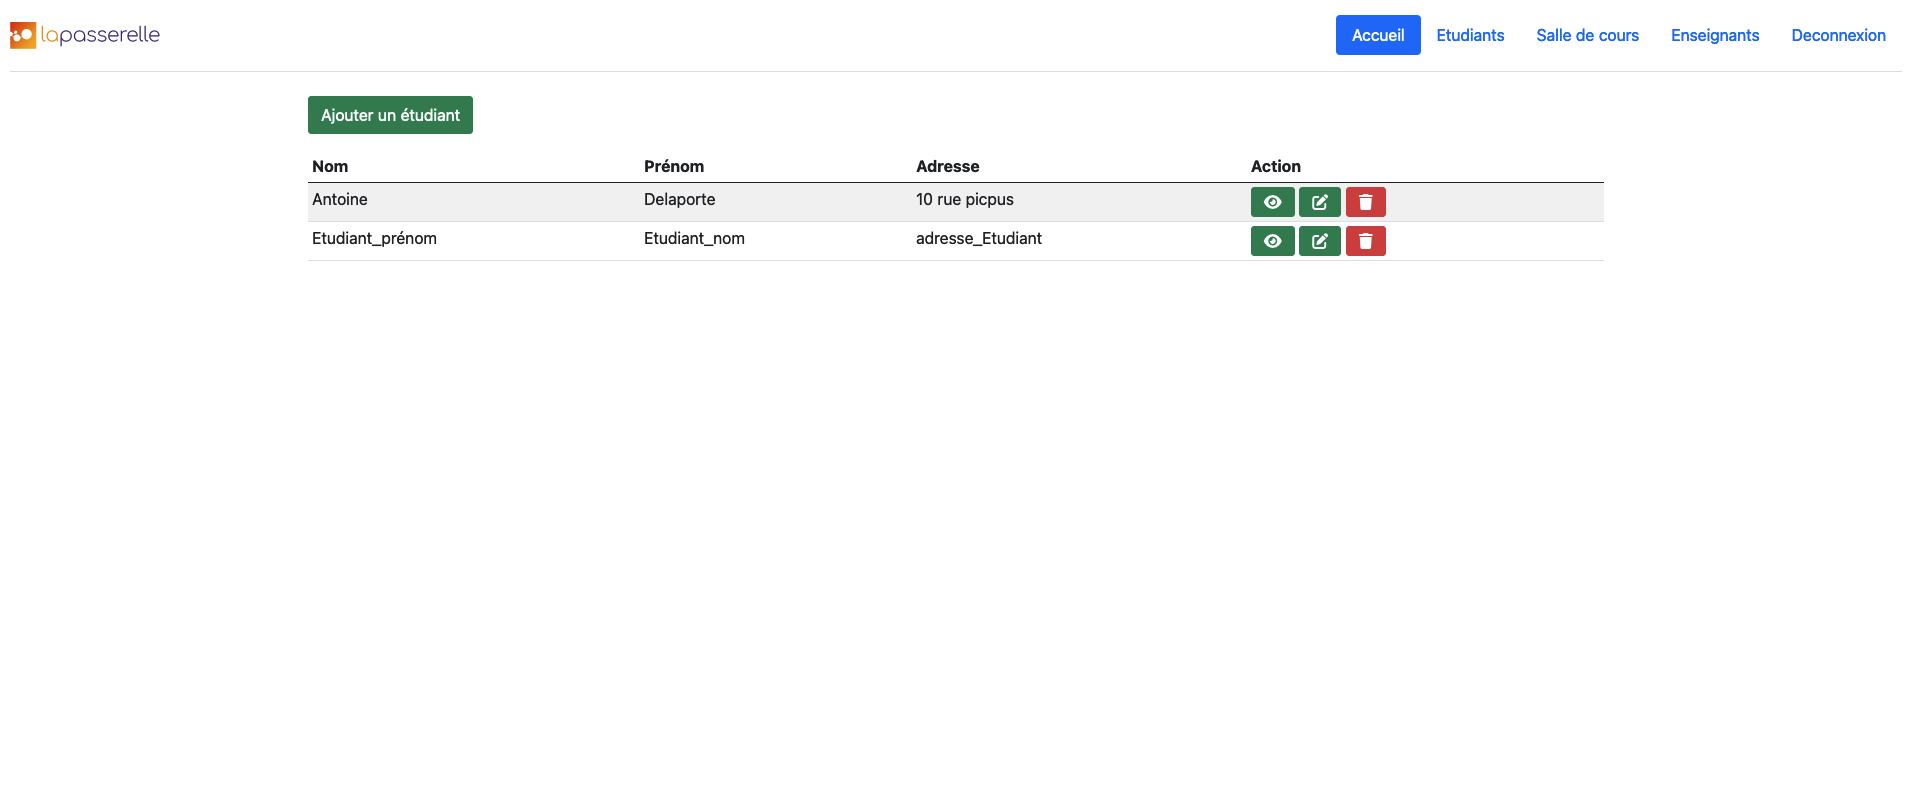 lapasserelle Accueil Etudiants Salle de cours Enseignants Deconnexion
Ajouter un étudiant
Nom Prénom Adresse Action
Antoine Delaporte 10 rue picpus
Etudiant_prénom Etudiant_nom adresse_Etudiant